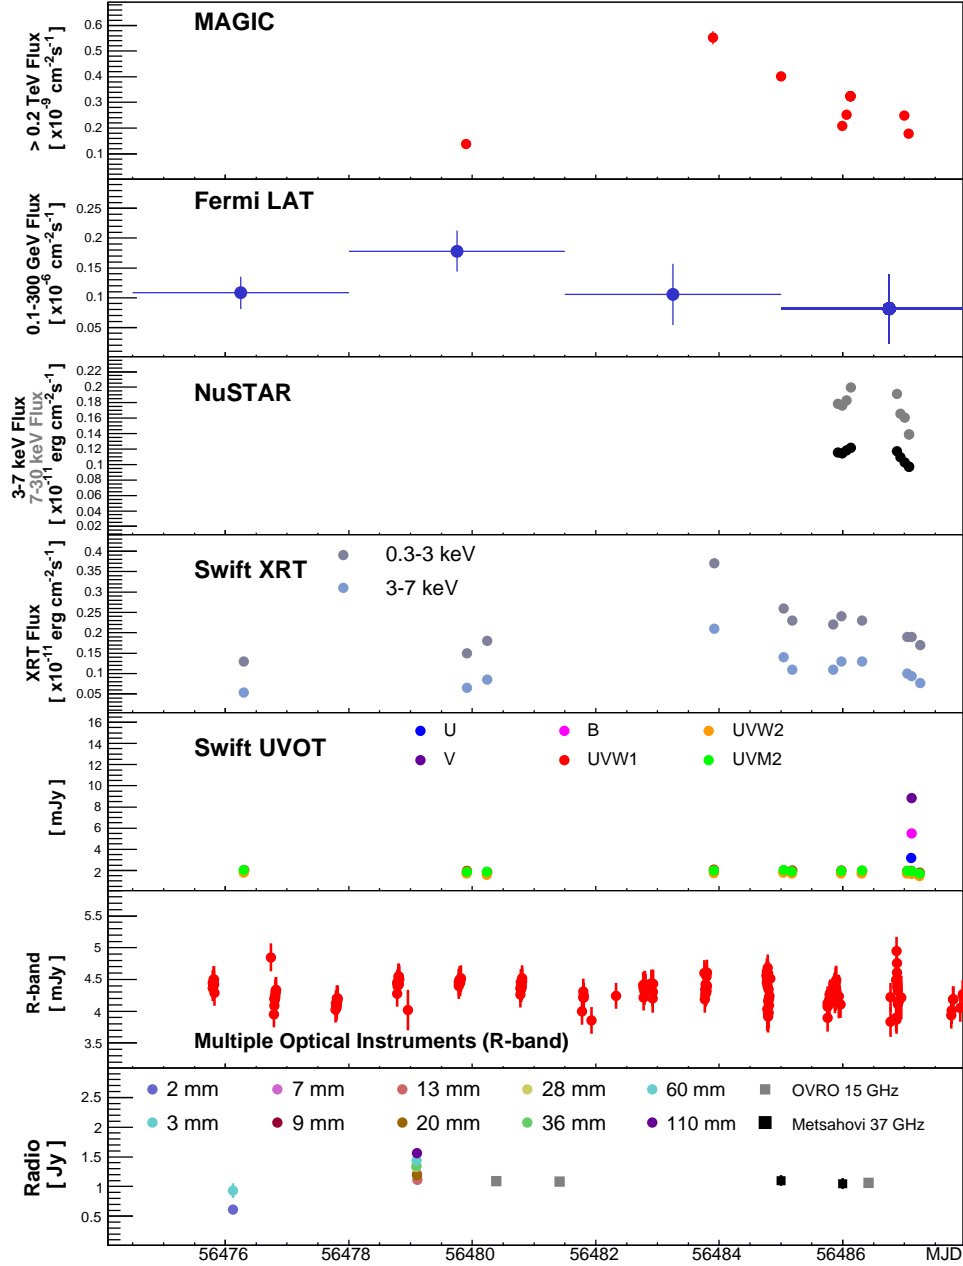 MAGIC
> 0.2 TeV Flux
[ x10⁻⁹ cm⁻²s⁻¹]
0.6
0.5
0.4
0.3
0.2
0.1
Fermi LAT
0.1-300 GeV Flux
[ x10⁻⁶ cm⁻²s⁻¹]
0.25
0.2
0.15
0.1
0.05
NuSTAR
3-7 keV Flux
7-30 keV Flux
[ x10⁻¹¹ erg cm⁻²s⁻¹]
0.22
0.2
0.18
0.16
0.14
0.12
0.1
0.08
0.06
0.04
0.02
Swift XRT
0.3-3 keV
3-7 keV
XRT Flux
[ x10⁻¹¹ erg cm⁻²s⁻¹]
0.4
0.35
0.3
0.25
0.2
0.15
0.1
0.05
Swift UVOT
U B UVW2
V UVW1 UVM2
[ mJy ]
16
14
12
10
8
6
4
2
R-band
[ mJy ]
5.5
5
4.5
4
3.5
Multiple Optical Instruments (R-band)
2 mm 7 mm 13 mm 28 mm 60 mm OVRO 15 GHz
3 mm 9 mm 20 mm 36 mm 110 mm Metsahovi 37 GHz
Radio
[ Jy ]
2.5
2
1.5
1
0.5
56476 56478 56480 56482 56484 56486 MJD